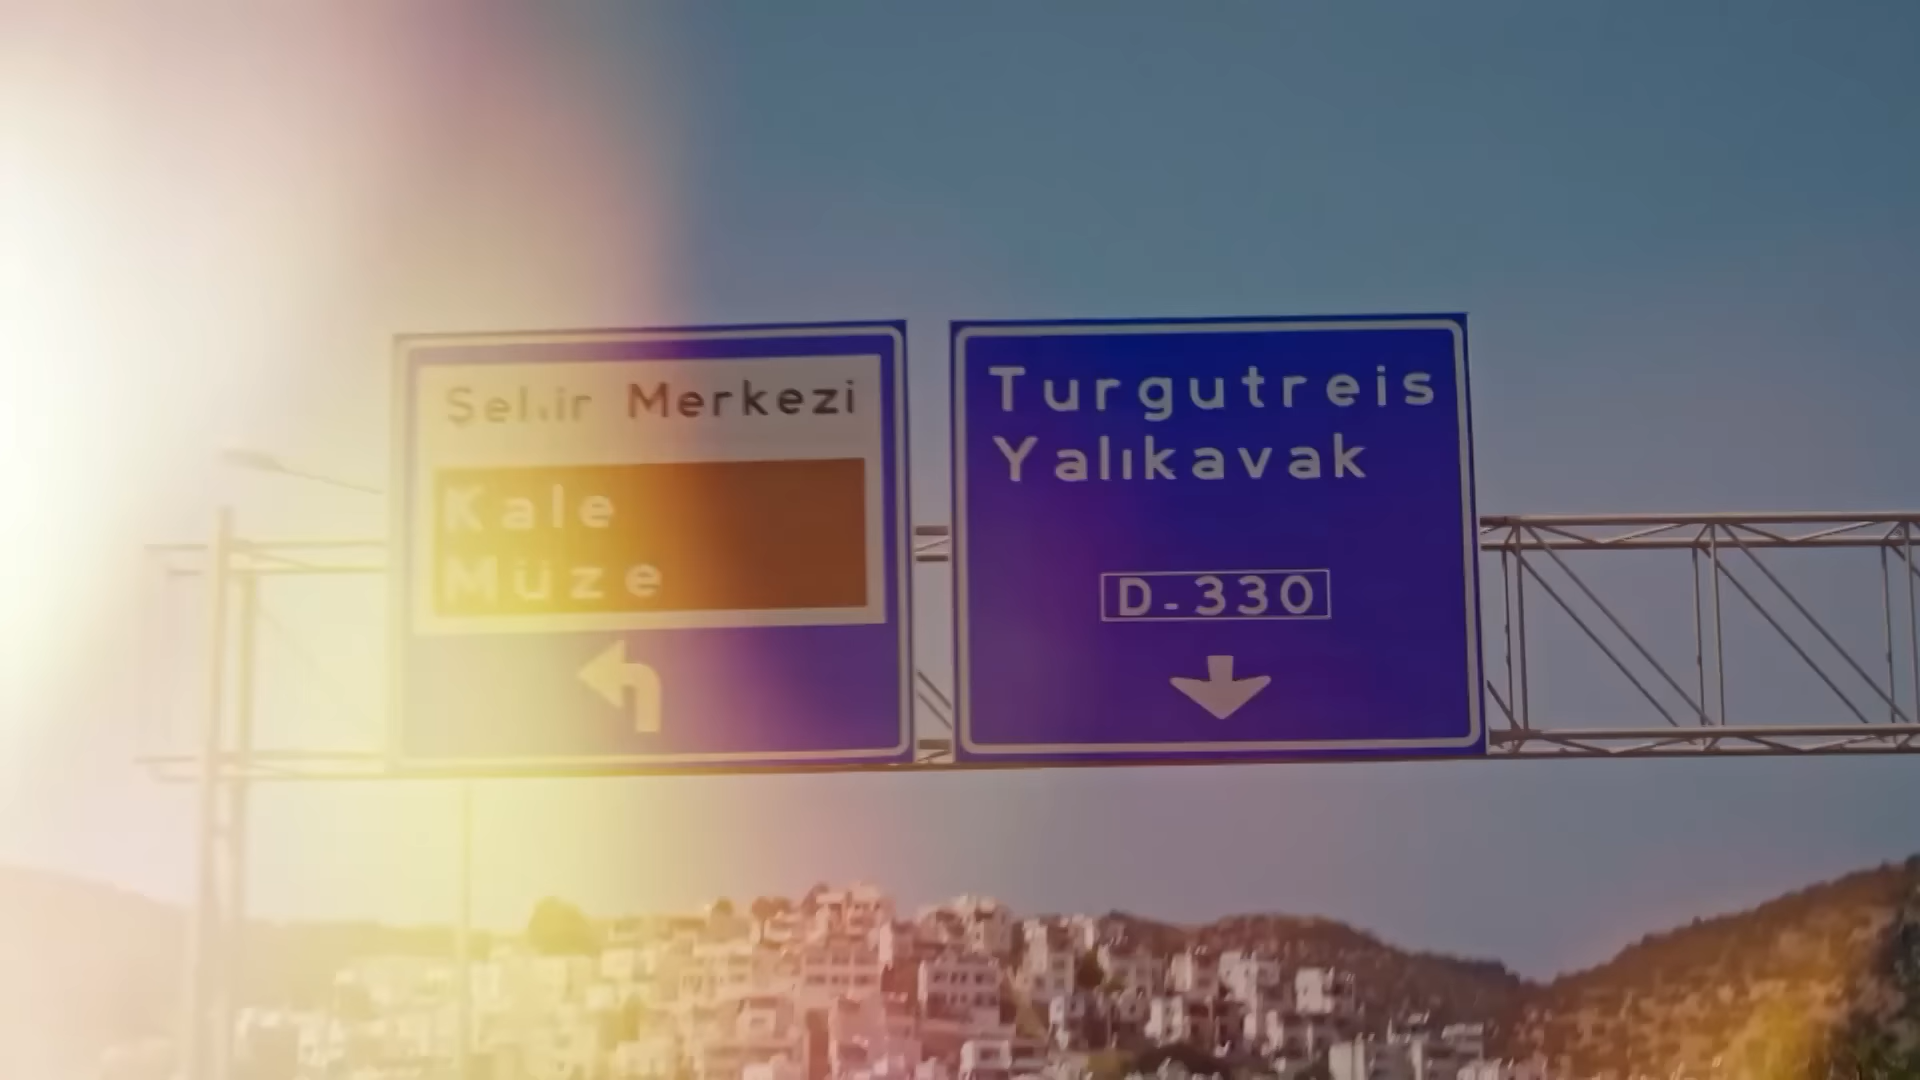 Şehir Merkezi
Kale
Müze
Turgutreis
Yalıkavak
D-330